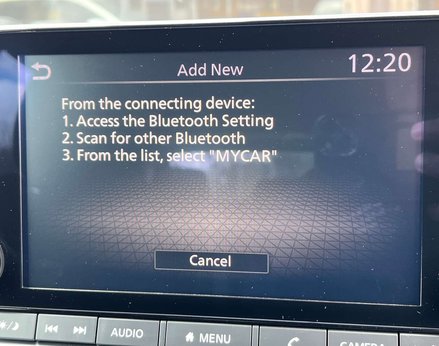 Add New
12:20
From the connecting device:
1. Access the Bluetooth Setting
2. Scan for other Bluetooth
3. From the list, select "MYCAR"
Cancel
AUDIO
MENU
CAMERA